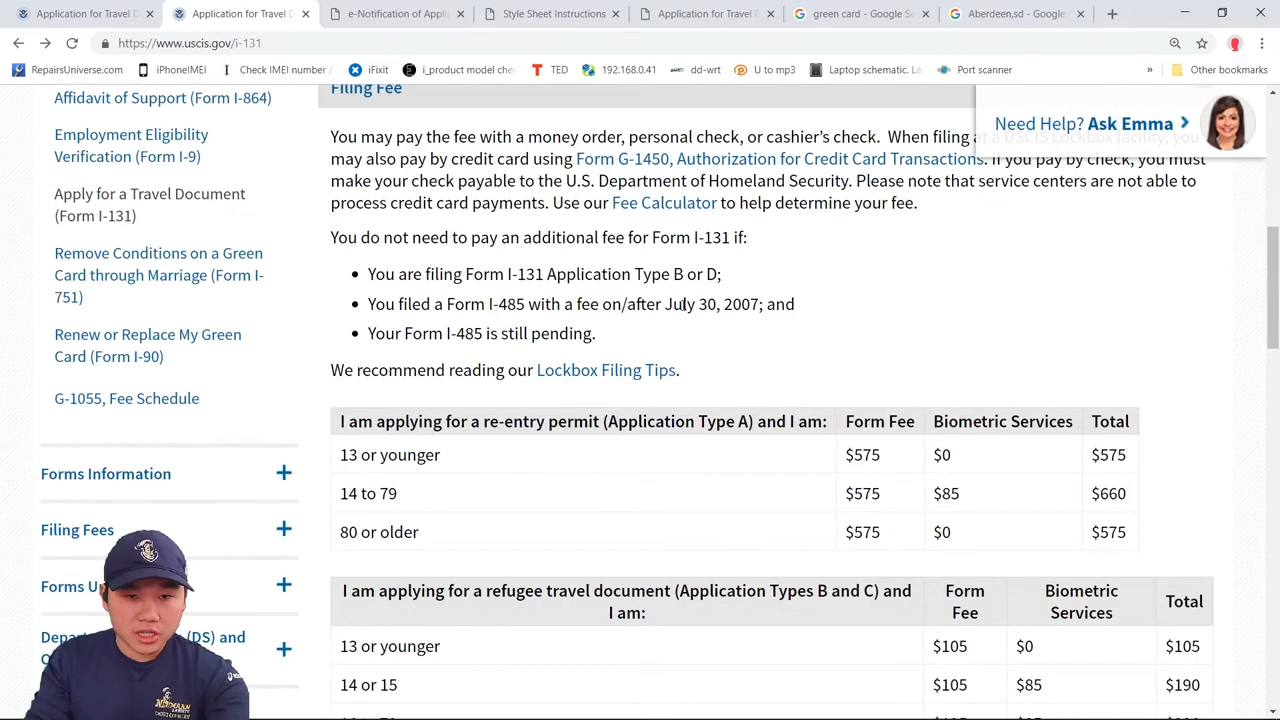 Application for Travel D
Application for Travel D
e-Notification of Appli
Style Sheet Instructions
Application for Travel D
green card - Google Se
Aberdeen,sd - Google
https://www.uscis.gov/i-131
RepairsUniverse.com
iPhoneIMEI
Check IMEI number /
iFixit
i_product model che
TED
192.168.0.41
dd-wrt
U to mp3
Laptop schematic. La
Port scanner
»
Other bookmarks
Affidavit of Support (Form I-864)
Employment Eligibility
Verification (Form I-9)
Apply for a Travel Document
(Form I-131)
Remove Conditions on a Green
Card through Marriage (Form I-
751)
Renew or Replace My Green
Card (Form I-90)
G-1055, Fee Schedule
Forms Information
Filing Fees
Forms U
Depar (DS) and
Filing Fee
Need Help? Ask Emma
You may pay the fee with a money order, personal check, or cashier's check. When filing at a USCIS Lockbox facility, you
may also pay by credit card using Form G-1450, Authorization for Credit Card Transactions. If you pay by check, you must
make your check payable to the U.S. Department of Homeland Security. Please note that service centers are not able to
process credit card payments. Use our Fee Calculator to help determine your fee.
You do not need to pay an additional fee for Form I-131 if:
• You are filing Form I-131 Application Type B or D;
• You filed a Form I-485 with a fee on/after July 30, 2007; and
• Your Form I-485 is still pending.
We recommend reading our Lockbox Filing Tips.
I am applying for a re-entry permit (Application Type A) and I am: Form Fee Biometric Services Total
13 or younger $575 $0 $575
14 to 79 $575 $85 $660
80 or older $575 $0 $575
I am applying for a refugee travel document (Application Types B and C) and I am: Form Fee Biometric Services Total
13 or younger $105 $0 $105
14 or 15 $105 $85 $190
NEUMANN